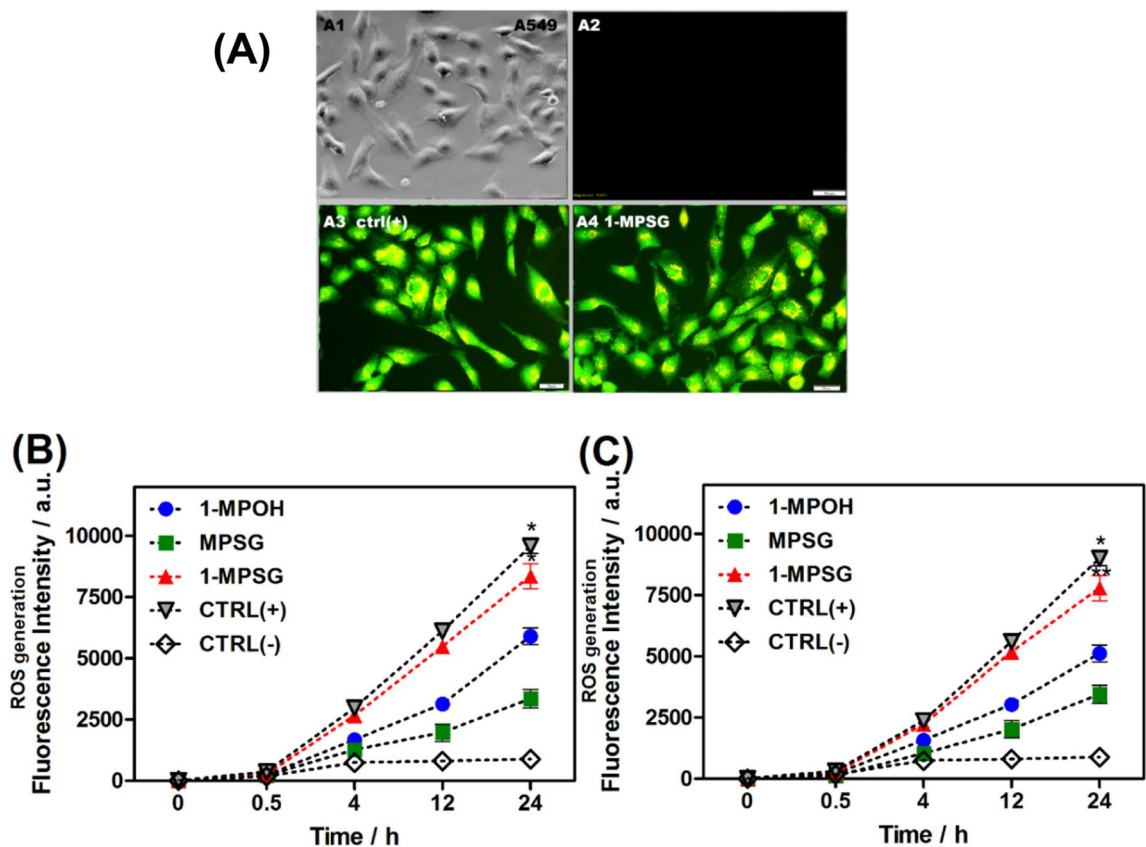 (A)
A1 A549 A2
A3 ctrl(+) A4 1-MPSG
(B)
ROS generation
Fluorescence Intensity / a.u.
10000
7500
5000
2500
0
1-MPOH
MPSG
1-MPSG
CTRL(+)
CTRL(-)
*
*
0 0.5 4 12 24
Time / h
(C)
ROS generation
Fluorescence Intensity / a.u.
10000
7500
5000
2500
0
1-MPOH
MPSG
1-MPSG
CTRL(+)
CTRL(-)
*
**
0 0.5 4 12 24
Time / h